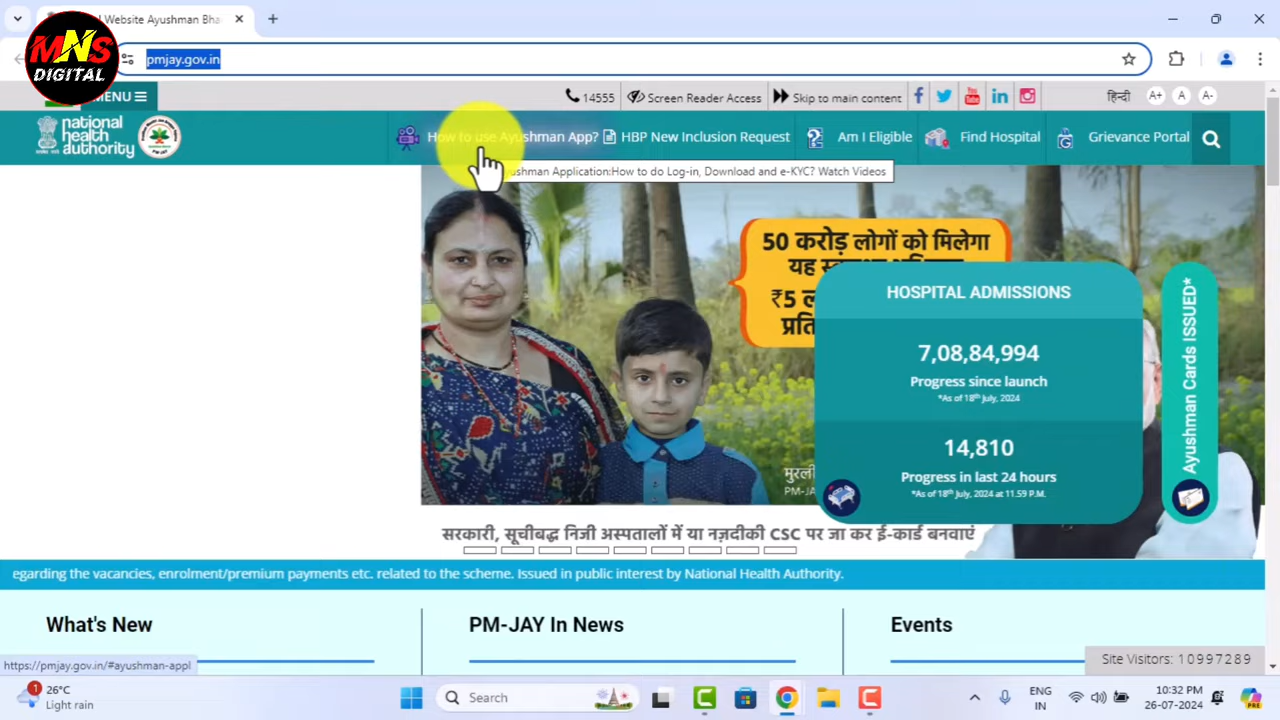 Website Ayushman Bha
MNS
DIGITAL
pmjay.gov.in
MENU
14555
Screen Reader Access
Skip to main content
हिन्दी
A+
A
A-
national
health
authority
PM-JAY
How to use Ayushman App?
HBP New Inclusion Request
Am I Eligible
Find Hospital
Grievance Portal
Application:How to do Log-in, Download and e-KYC? Watch Videos
50 करोड़ लोगों को मिलेगा
यह
₹5
HOSPITAL ADMISSIONS
7,08,84,994
Progress since launch
*As of 18th July, 2024
14,810
Progress in last 24 hours
*As of 18th July, 2024 at 11.59 P.M.
Ayushman Cards ISSUED*
सरकारी, सूचीबद्ध निजी अस्पतालों में या नज़दीकी CSC पर जा कर ई-कार्ड बनवाएं
egarding the vacancies, enrolment/premium payments etc. related to the scheme. Issued in public interest by National Health Authority.
What's New
PM-JAY In News
Events
https://pmjay.gov.in/#ayushman-appl
Site Visitors: 10997289
1
26°C
Light rain
Search
ENG
IN
10:32 PM
26-07-2024